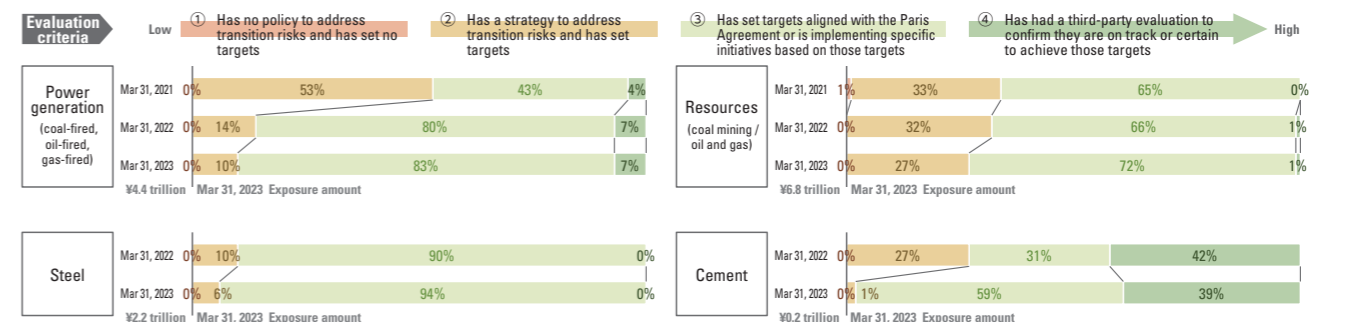 Evaluation
criteria
Low
① Has no policy to address
transition risks and has set no
targets
② Has a strategy to address
transition risks and has set
targets
③ Has set targets aligned with the Paris
Agreement or is implementing specific
initiatives based on those targets
④ Has had a third-party evaluation to
confirm they are on track or certain
to achieve those targets
High
Power
generation
(coal-fired,
oil-fired,
gas-fired)
Mar 31, 2021 0% 53% 43% 4%
Mar 31, 2022 0% 14% 80% 7%
Mar 31, 2023 0% 10% 83% 7%
¥4.4 trillion Mar 31, 2023 Exposure amount
Resources
(coal mining /
oil and gas)
Mar 31, 2021 1% 33% 65% 0%
Mar 31, 2022 0% 32% 66% 1%
Mar 31, 2023 0% 27% 72% 1%
¥6.8 trillion Mar 31, 2023 Exposure amount
Steel
Mar 31, 2022 0% 10% 90% 0%
Mar 31, 2023 0% 6% 94% 0%
¥2.2 trillion Mar 31, 2023 Exposure amount
Cement
Mar 31, 2022 0% 27% 31% 42%
Mar 31, 2023 0% 1% 59% 39%
¥0.2 trillion Mar 31, 2023 Exposure amount